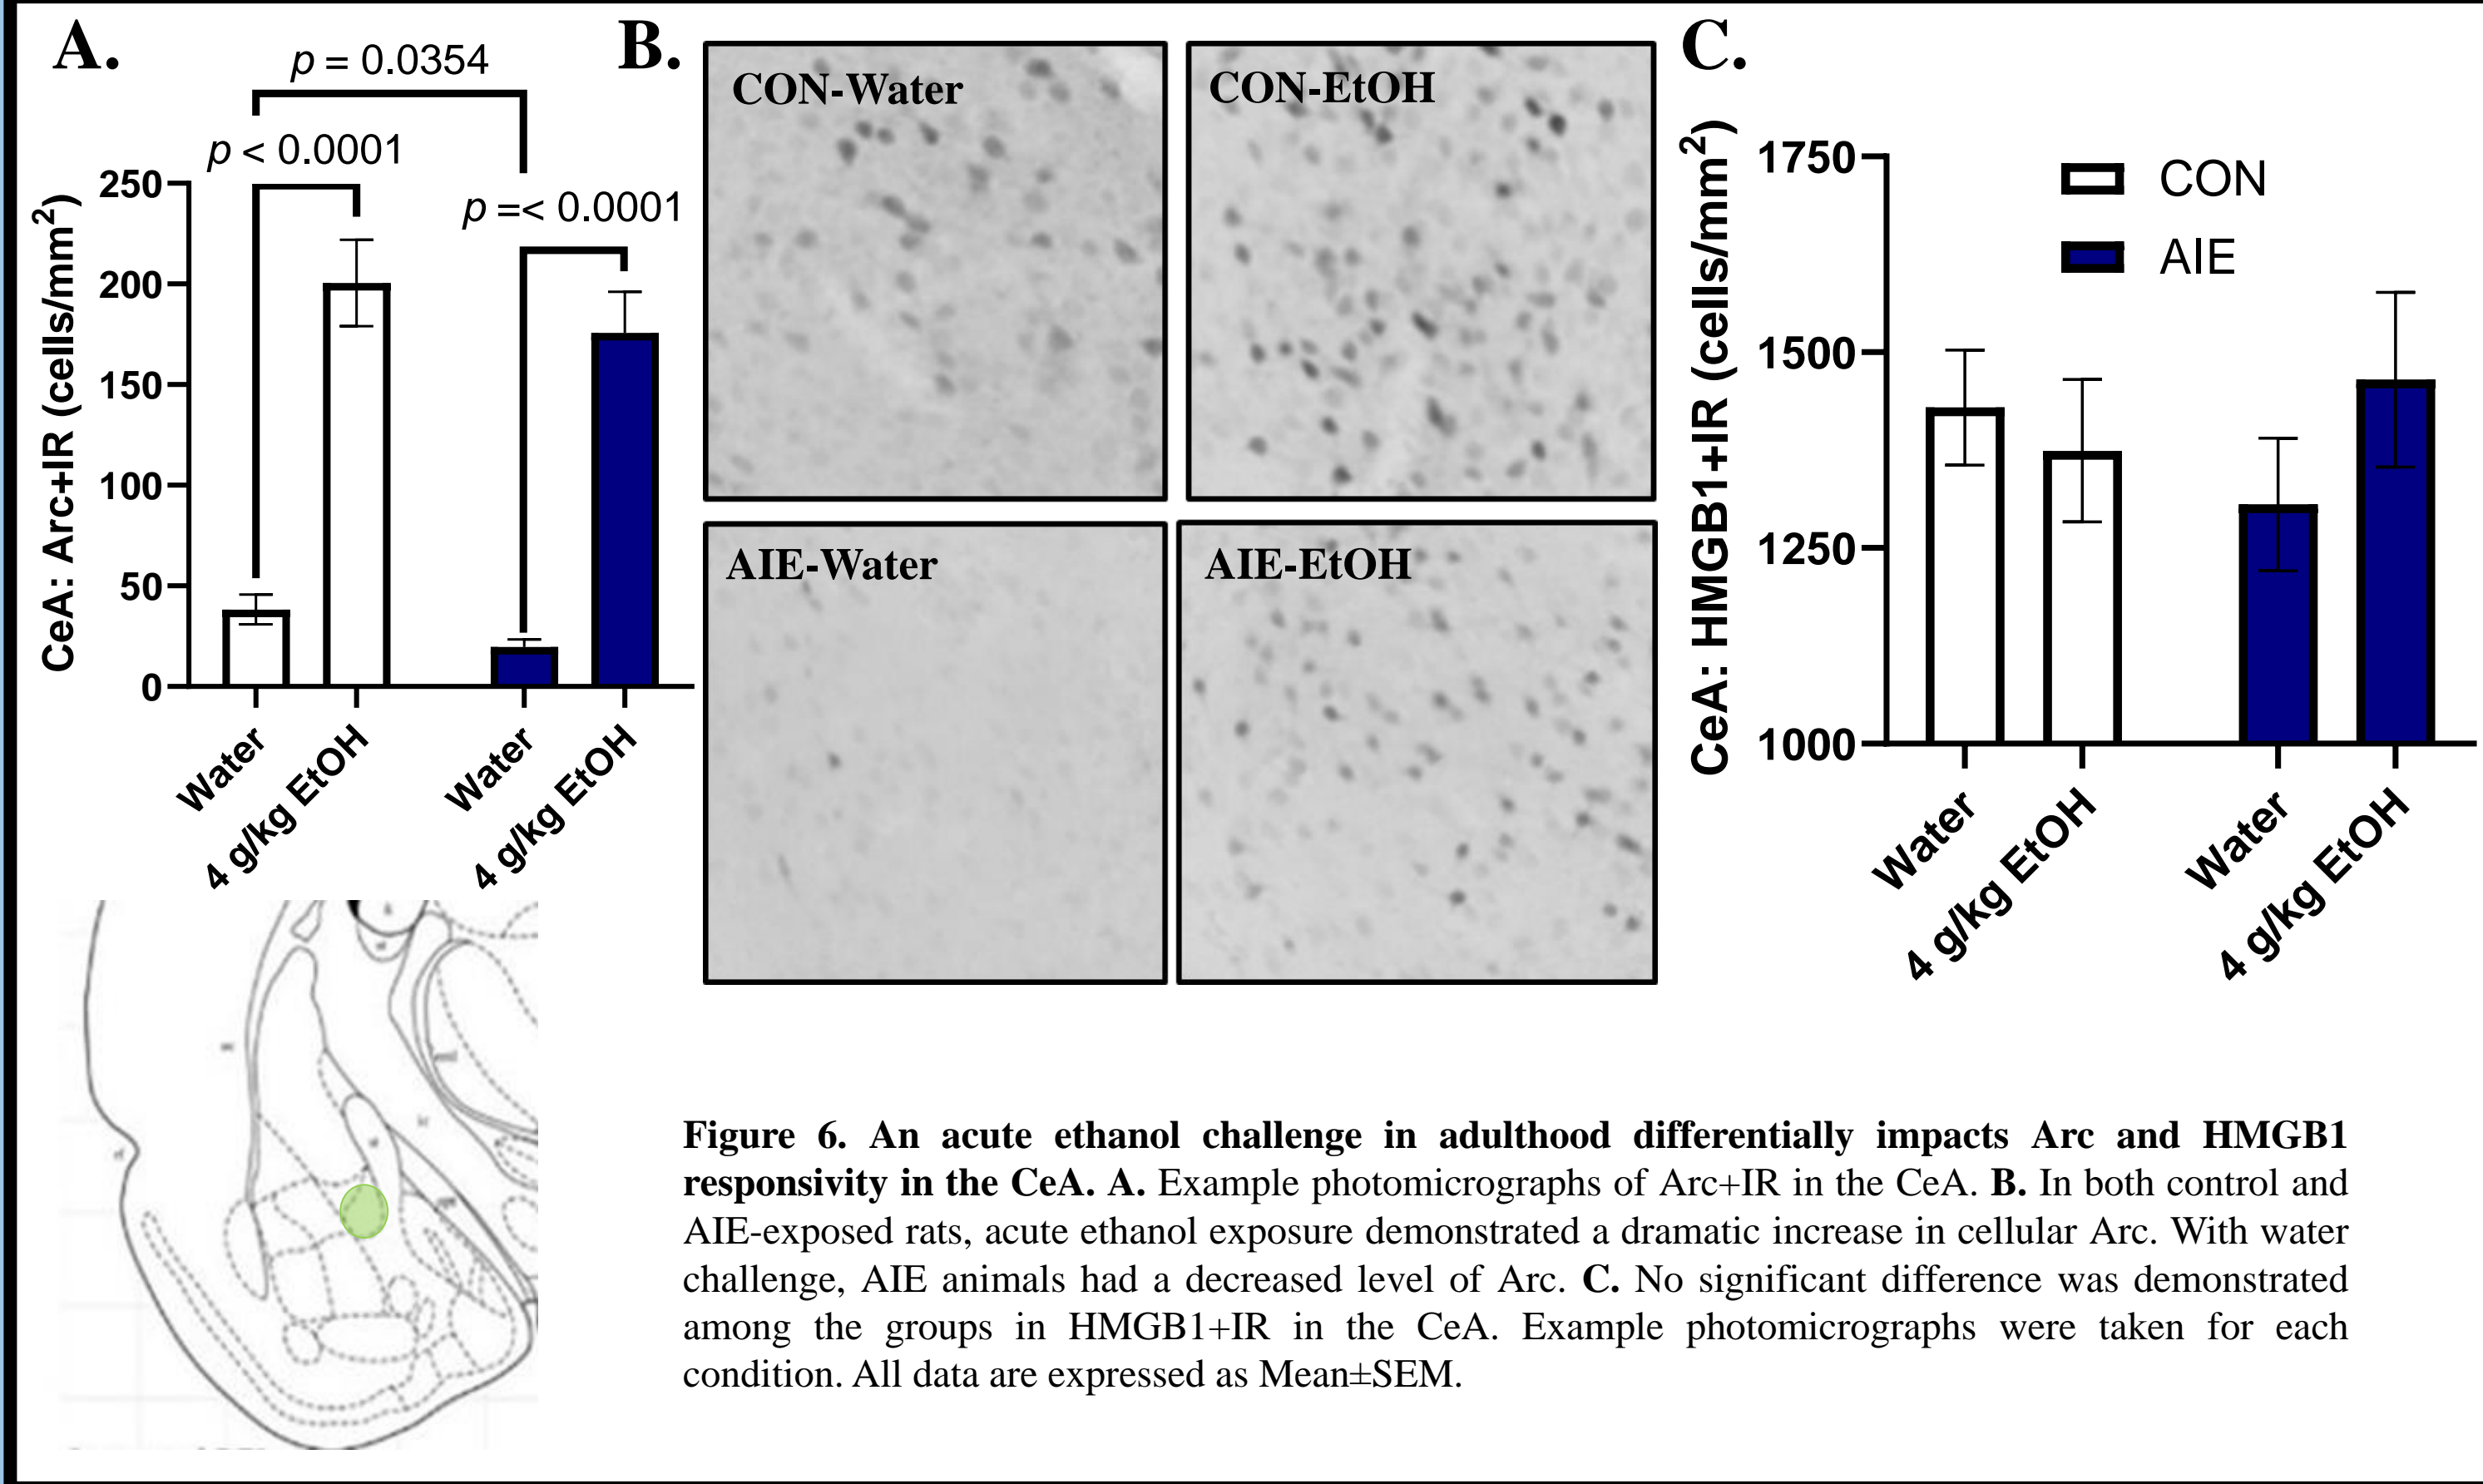 A.
p = 0.0354
p < 0.0001
p =< 0.0001
CeA: Arc+IR (cells/mm²)
250
200
150
100
50
0
Water
4 g/kg EtOH
Water
4 g/kg EtOH
B.
CON-Water
CON-EtOH
AIE-Water
AIE-EtOH
C.
CeA: HMGB1+IR (cells/mm²)
1750
1500
1250
1000
CON
AIE
Water
4 g/kg EtOH
Water
4 g/kg EtOH
Figure 6. An acute ethanol challenge in adulthood differentially impacts Arc and HMGB1
responsivity in the CeA. A. Example photomicrographs of Arc+IR in the CeA. B. In both control and
AIE-exposed rats, acute ethanol exposure demonstrated a dramatic increase in cellular Arc. With water
challenge, AIE animals had a decreased level of Arc. C. No significant difference was demonstrated
among the groups in HMGB1+IR in the CeA. Example photomicrographs were taken for each
condition. All data are expressed as Mean±SEM.